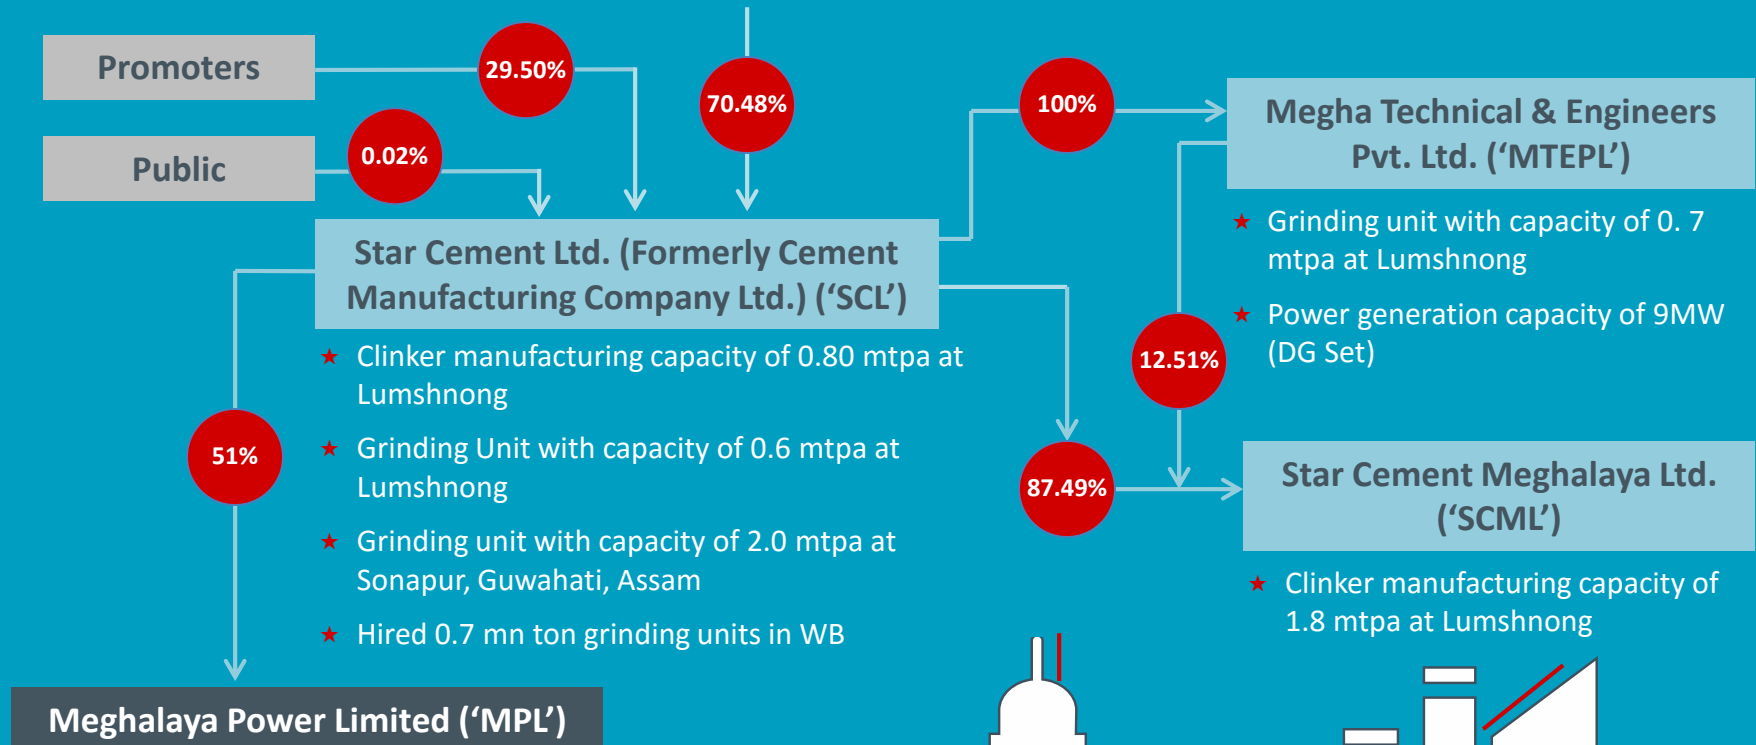 Promoters
29.50%
70.48%
100%
Megha Technical & Engineers
Pvt. Ltd. (‘MTEPL’)
Public
0.02%
★ Grinding unit with capacity of 0. 7
mtpa at Lumshnong
★ Power generation capacity of 9MW
(DG Set)
Star Cement Ltd. (Formerly Cement
Manufacturing Company Ltd.) (‘SCL’)
12.51%
★ Clinker manufacturing capacity of 0.80 mtpa at
Lumshnong
★ Grinding Unit with capacity of 0.6 mtpa at
Lumshnong
★ Grinding unit with capacity of 2.0 mtpa at
Sonapur, Guwahati, Assam
★ Hired 0.7 mn ton grinding units in WB
51%
87.49%
Star Cement Meghalaya Ltd.
(‘SCML’)
★ Clinker manufacturing capacity of
1.8 mtpa at Lumshnong
Meghalaya Power Limited (‘MPL’)